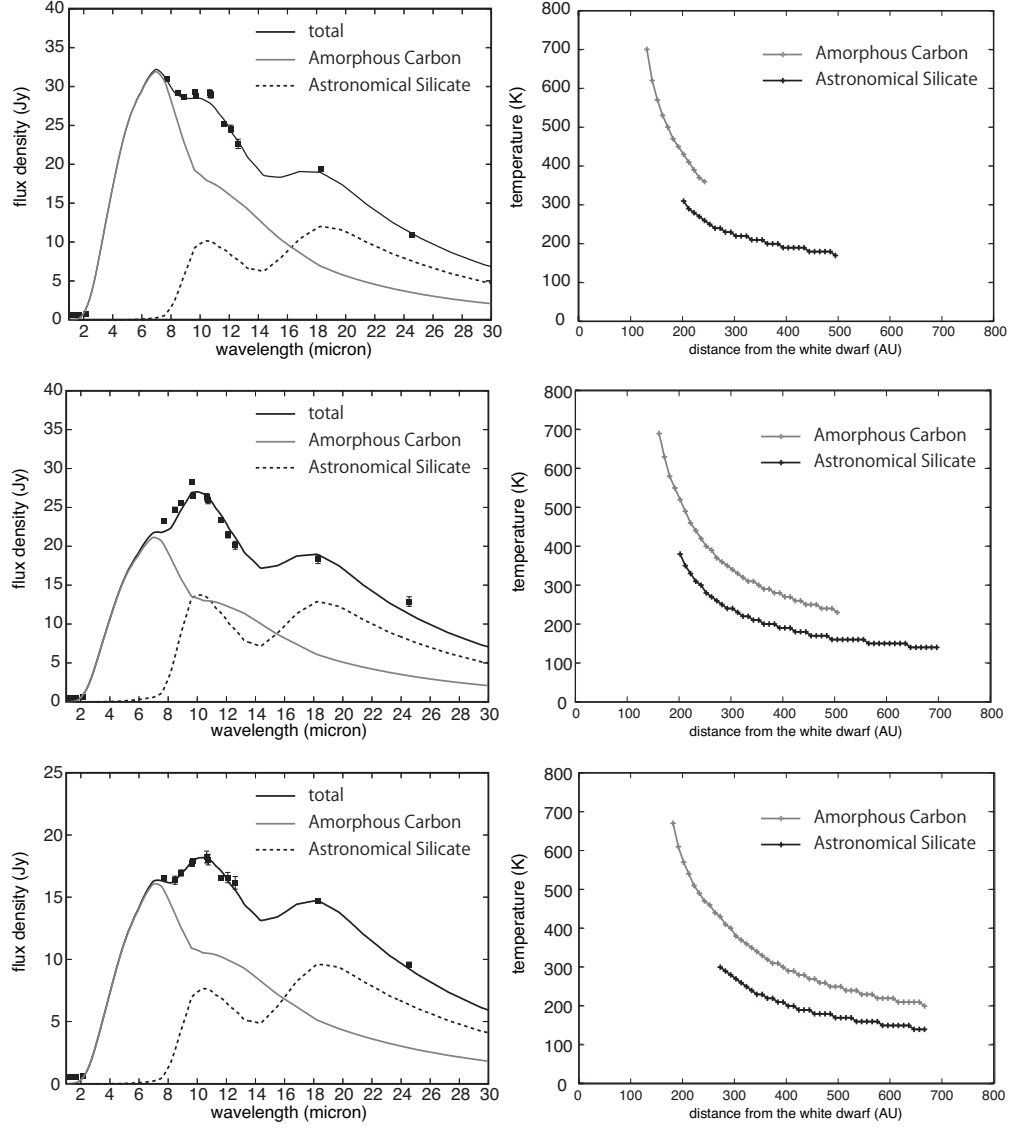 40
35
30
25
20
15
10
5
0
flux density (Jy)
total
Amorphous Carbon
Astronomical Silicate
2 4 6 8 10 12 14 16 18 20 22 24 26 28 30
wavelength (micron)
800
700
600
500
400
300
200
100
0
temperature (K)
Amorphous Carbon
Astronomical Silicate
0 100 200 300 400 500 600 700 800
distance from the white dwarf (AU)
40
35
30
25
20
15
10
5
0
flux density (Jy)
total
Amorphous Carbon
Astronomical Silicate
2 4 6 8 10 12 14 16 18 20 22 24 26 28 30
wavelength (micron)
800
700
600
500
400
300
200
100
0
temperature (K)
Amorphous Carbon
Astronomical Silicate
0 100 200 300 400 500 600 700 800
distance from the white dwarf (AU)
25
20
15
10
5
0
flux density (Jy)
total
Amorphous Carbon
Astronomical Silicate
2 4 6 8 10 12 14 16 18 20 22 24 26 28 30
wavelength (micron)
800
700
600
500
400
300
200
100
0
temperature (K)
Amorphous Carbon
Astronomical Silicate
0 100 200 300 400 500 600 700 800
distance from the white dwarf (AU)